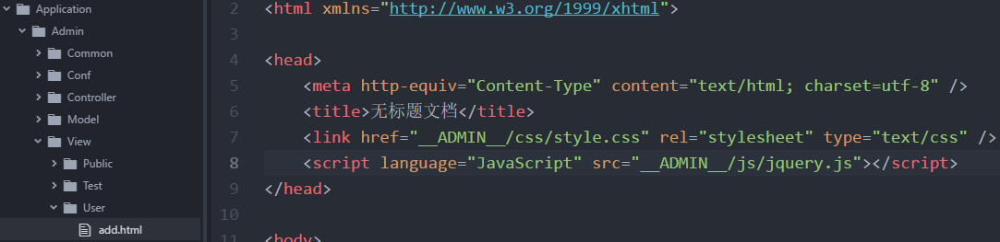 Application
Admin
Common
Conf
Controller
Model
View
Public
Test
User
add.html
2 <html xmlns="http://www.w3.org/1999/xhtml">
3
4 <head>
5 <meta http-equiv="Content-Type" content="text/html; charset=utf-8" />
6 <title>无标题文档</title>
7 <link href="__ADMIN__/css/style.css" rel="stylesheet" type="text/css" />
8 <script language="JavaScript" src="__ADMIN__/js/jquery.js"></script>
9 </head>
10
11 <body>